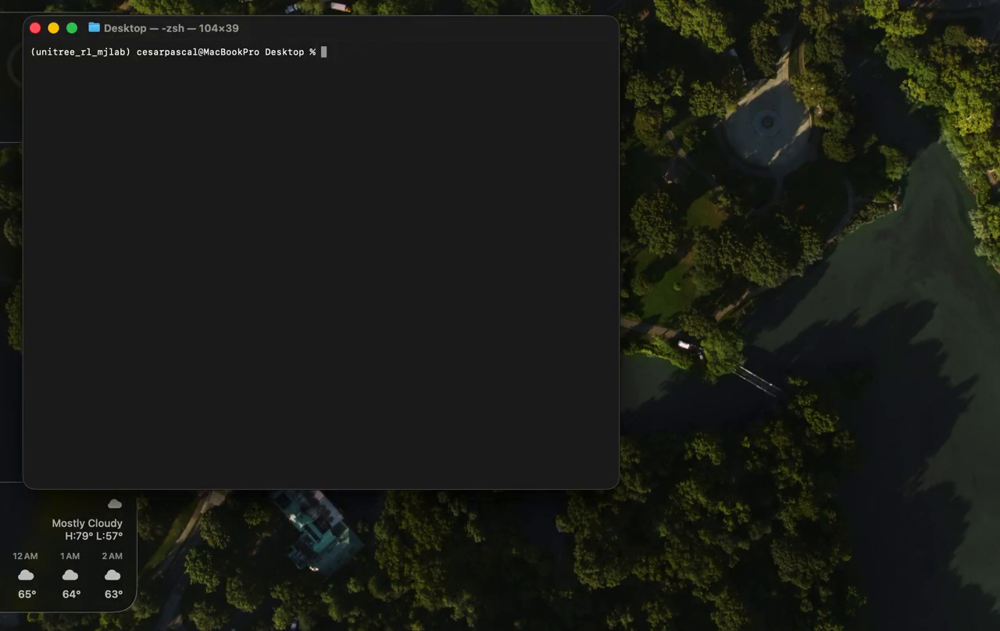 Desktop — -zsh — 104×39
(unitree_rl_mjlab) cesarpascal@MacBookPro Desktop %
Mostly Cloudy
H:79° L:57°
12 AM 1 AM 2 AM
65° 64° 63°